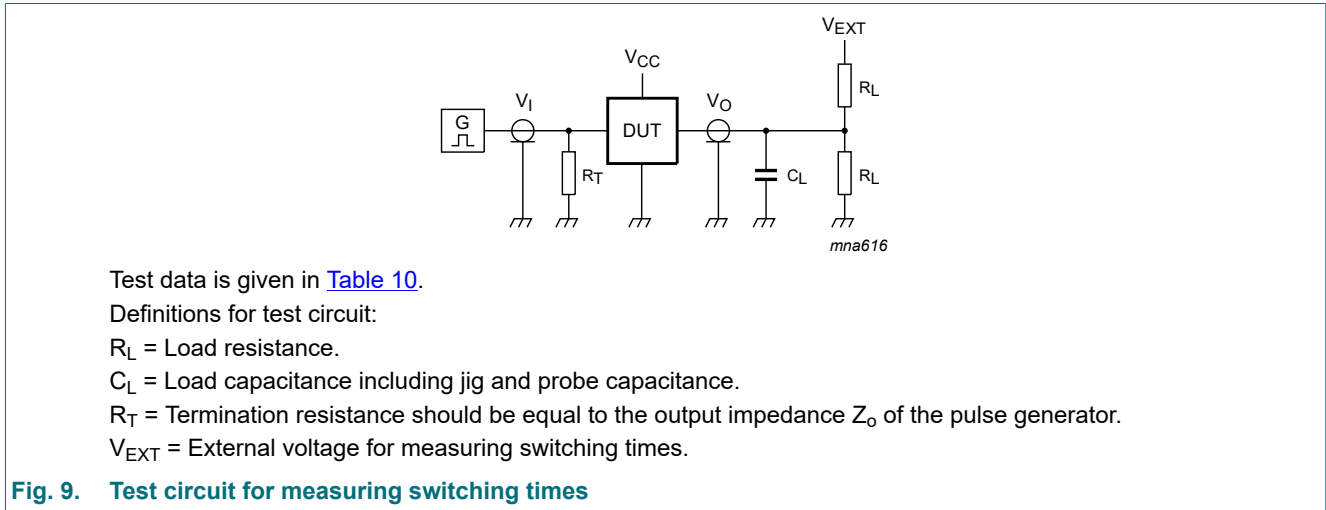 VEXT
VCC
RL
VI
VO
G
DUT
RT
CL
RL
mna616
Test data is given in Table 10.
Definitions for test circuit:
RL = Load resistance.
CL = Load capacitance including jig and probe capacitance.
RT = Termination resistance should be equal to the output impedance Zo of the pulse generator.
VEXT = External voltage for measuring switching times.
Fig. 9. Test circuit for measuring switching times